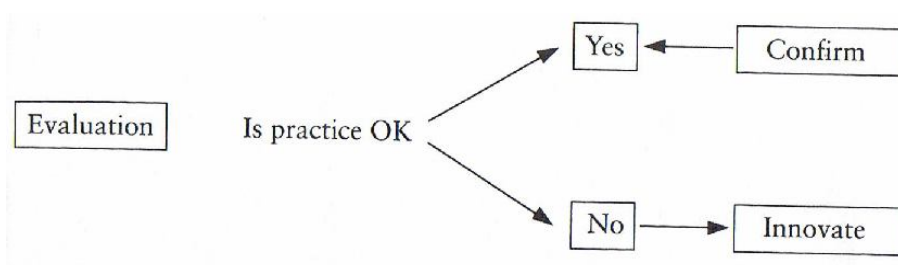 Yes
Confirm
Evaluation
Is practice OK
No
Innovate